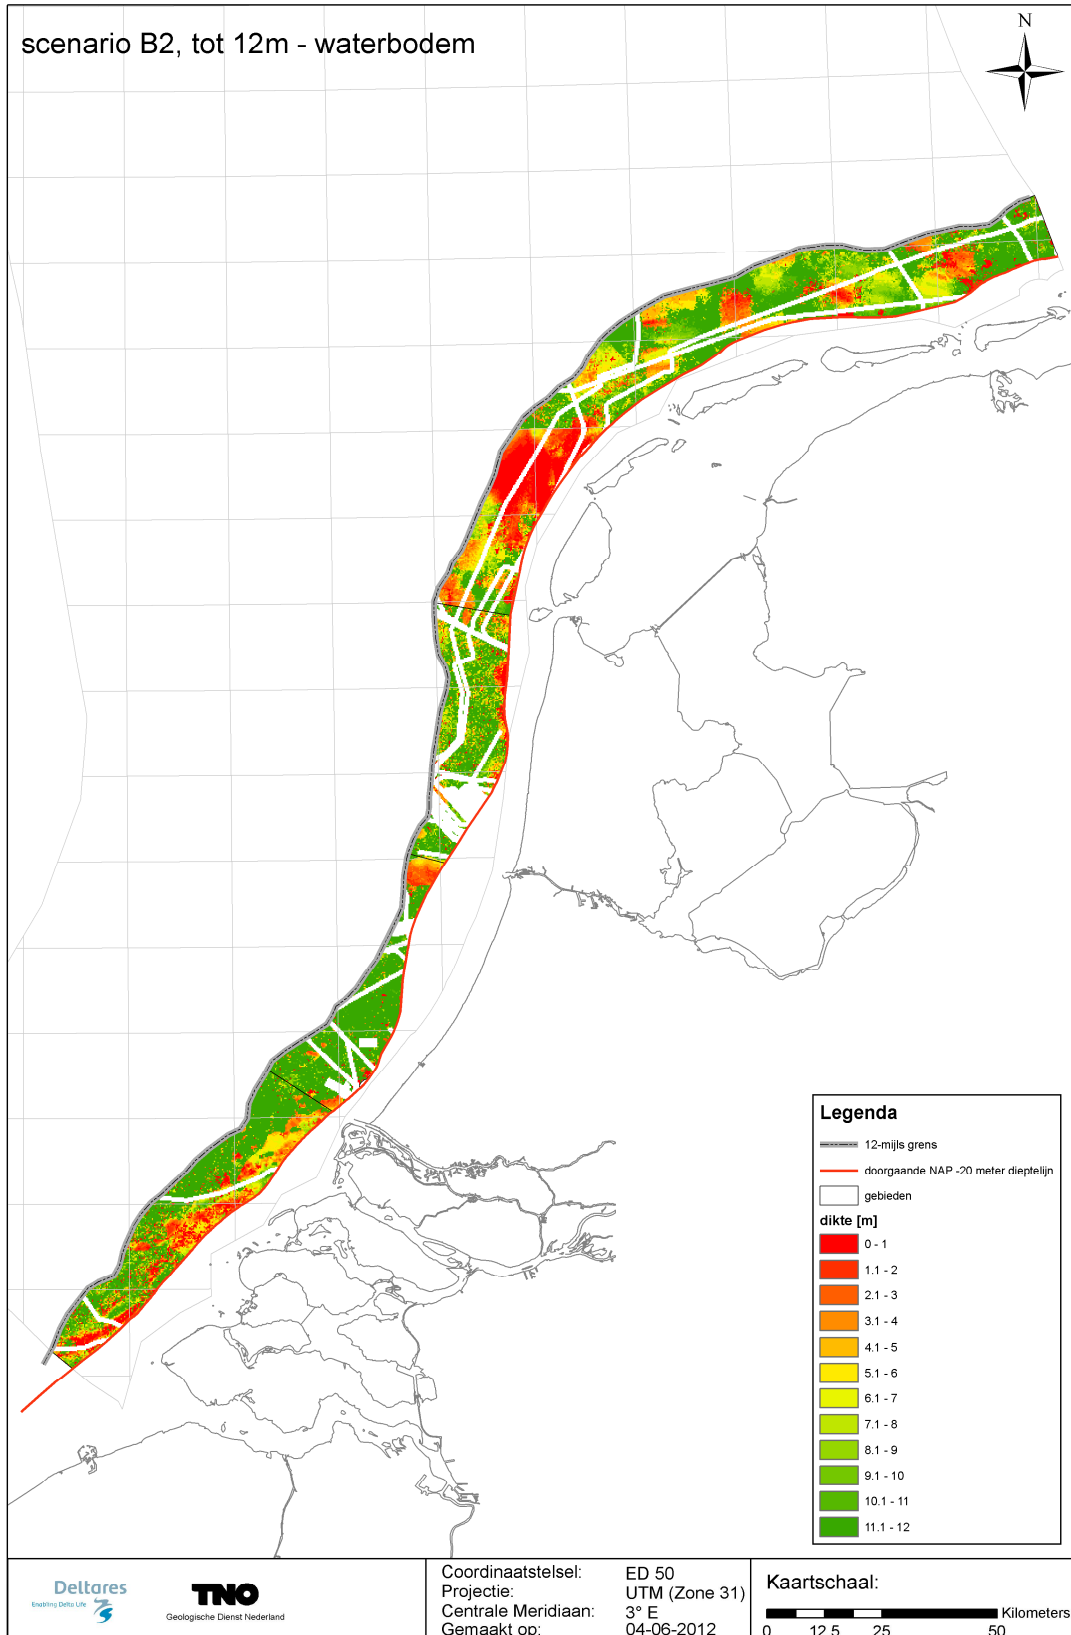 scenario B2, tot 12m - waterbodem
N
Legenda
12-mijls grens
doorgaande NAP -20 meter dieptelijn
gebieden
dikte [m]
0 - 1
1.1 - 2
2.1 - 3
3.1 - 4
4.1 - 5
5.1 - 6
6.1 - 7
7.1 - 8
8.1 - 9
9.1 - 10
10.1 - 11
11.1 - 12
Deltares
Enabling Delta Life
TNO
Geologische Dienst Nederland
Coordinaatstelsel: ED 50
Projectie: UTM (Zone 31)
Centrale Meridiaan: 3° E
Gemaakt op: 04-06-2012
Kaartschaal:
Kilometers
0 12.5 25 50